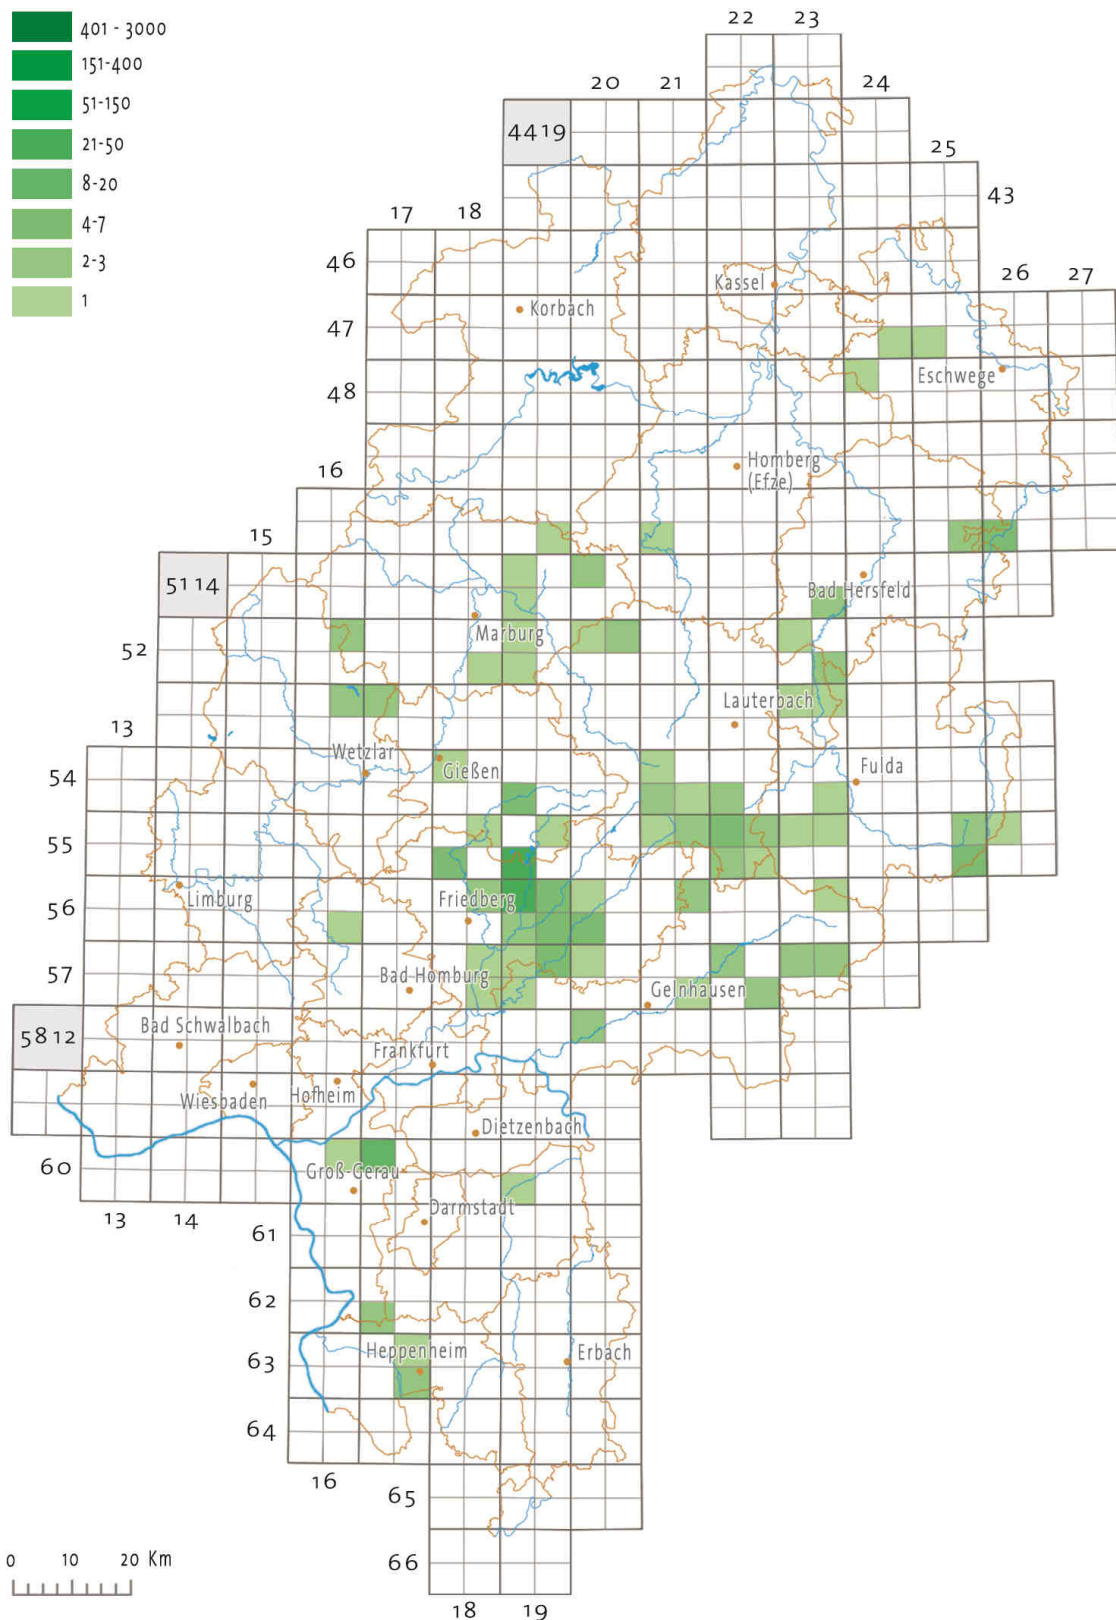 401 - 3000
151-400
51-150
21-50
8-20
4-7
2-3
1
22
23
20
21
24
4419
25
43
17
18
46
26
27
Kassel
Korbach
47
Eschwege
48
16
Homberg
(Efze)
15
5114
Bad Hersfeld
Marburg
52
Lauterbach
13
Wetzlar
Gießen
54
Fulda
55
Limburg
Friedberg
56
57
Bad Homburg
Gelnhausen
5812
Bad Schwalbach
Frankfurt
Wiesbaden
Hofheim
Dietzenbach
60
Groß-Gerau
13
14
Darmstadt
61
62
Heppenheim
Erbach
63
64
16
65
0 10 20 Km
66
18
19